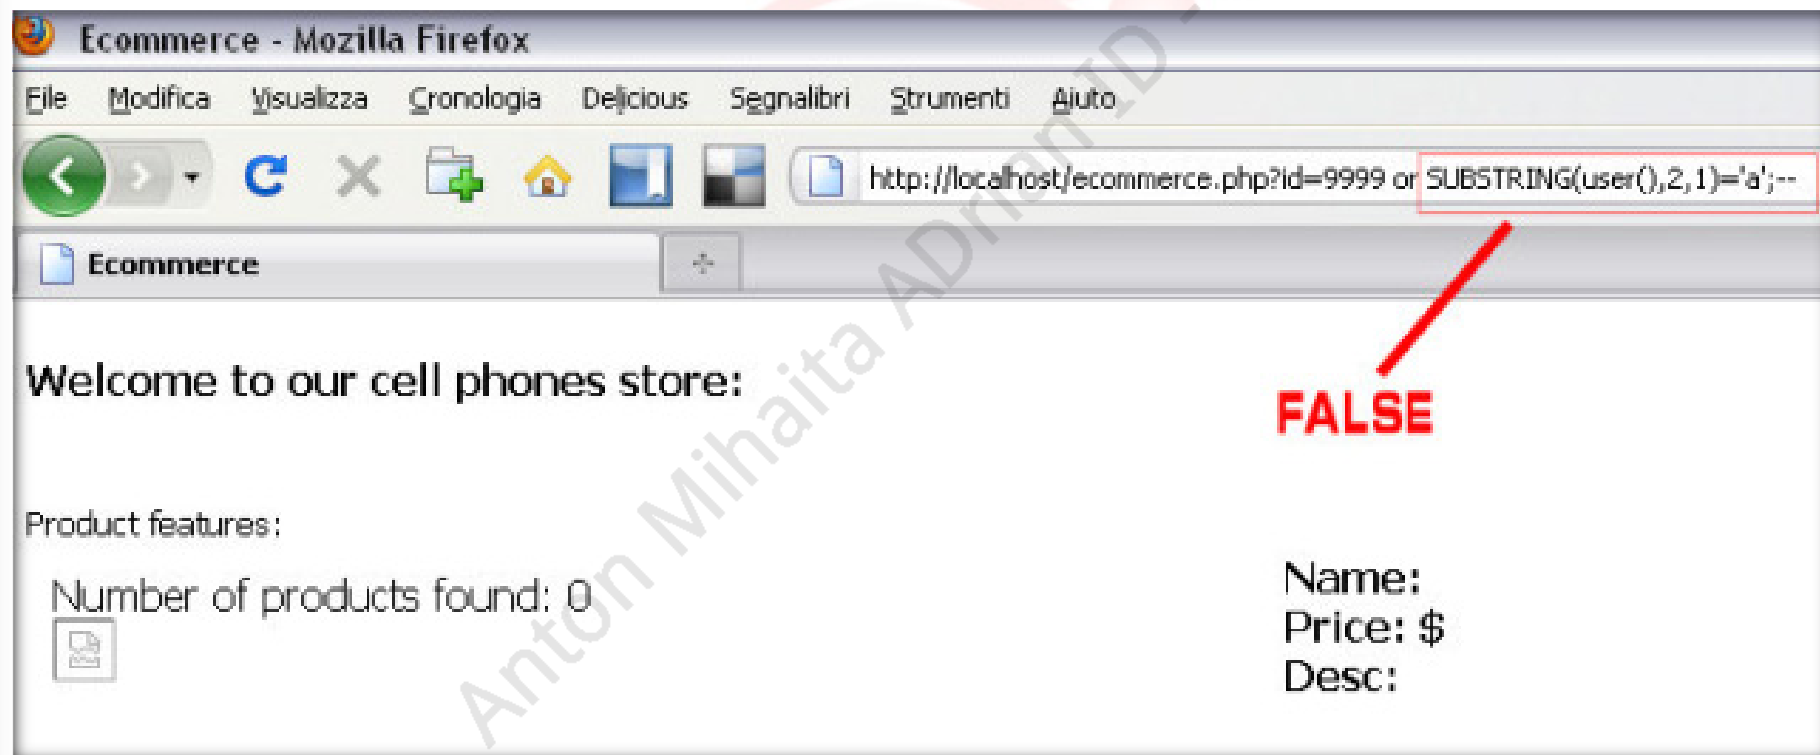 Ecommerce - Mozilla Firefox
File Modifica Visualizza Cronologia Delicious Segnalibri Strumenti Aiuto
http://localhost/ecommerce.php?id=9999 or SUBSTRING(user(),2,1)='a';--
Ecommerce
FALSE
Welcome to our cell phones store:
Product features:
Number of products found: 0
Name:
Price: $
Desc:
Anton Mihaita ADrian ID -